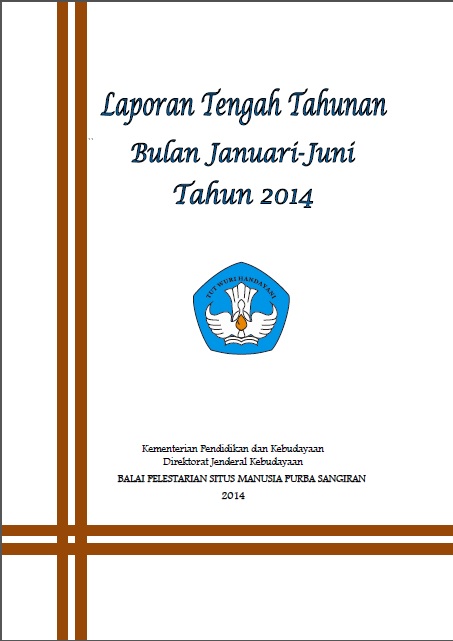 Laporan Tengah Tahunan
Bulan Januari-Juni
Tahun 2014
TUT WURI HANDAYANI
Kementerian Pendidikan dan Kebudayaan
Direktorat Jenderal Kebudayaan
BALAI PELESTARIAN SITUS MANUSIA PURBA SANGIRAN
2014